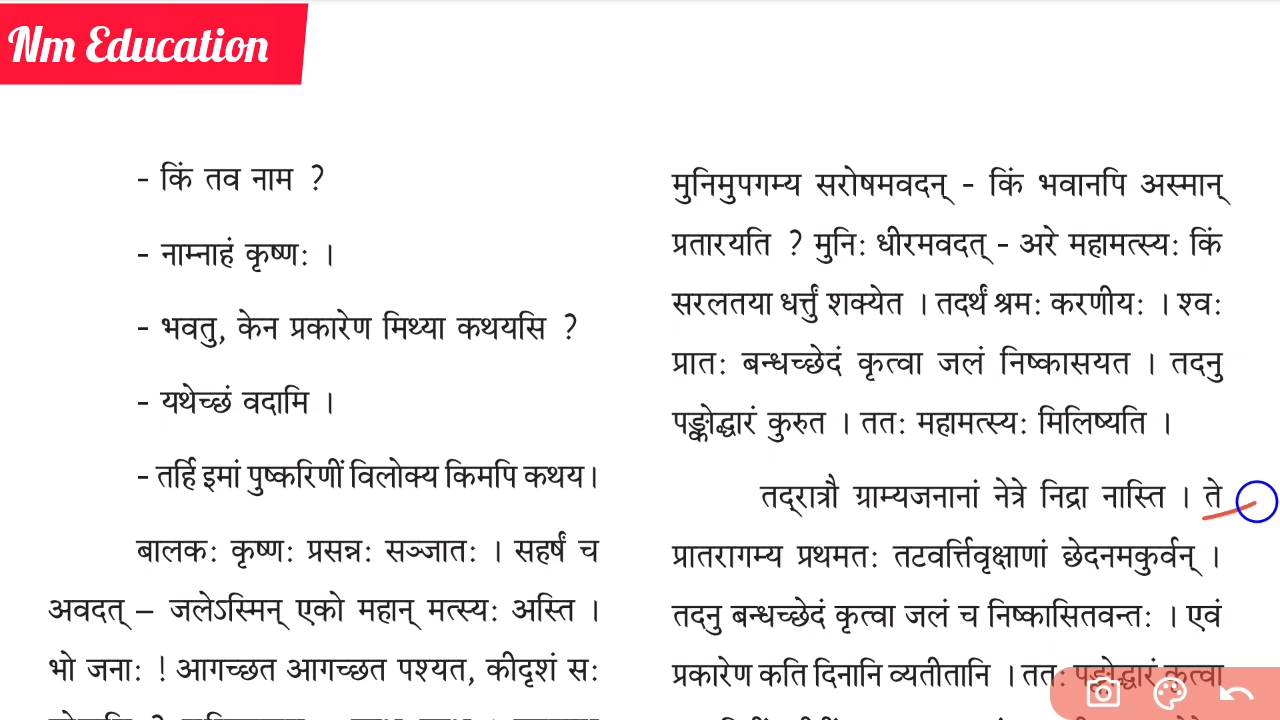 Nm Education
- किं तव नाम ?
- नाम्नाहं कृष्णः ।
- भवतु, केन प्रकारेण मिथ्या कथयसि ?
- यथेच्छं वदामि ।
- तर्हि इमां पुष्करिणीं विलोक्य किमपि कथय।
बालकः कृष्णः प्रसन्नः सञ्जातः । सहर्षं च
अवदत् – जलेऽस्मिन् एको महान् मत्स्यः अस्ति ।
भो जनाः ! आगच्छत आगच्छत पश्यत, कीदृशं सः
मुनिमुपगम्य सरोषमवदन् - किं भवानपि अस्मान्
प्रतारयति ? मुनिः धीरमवदत् - अरे महामत्स्यः किं
सरलतया धर्त्तुं शक्येत । तदर्थं श्रमः करणीयः । श्वः
प्रातः बन्धच्छेदं कृत्वा जलं निष्कासयत । तदनु
पङ्कोद्धारं कुरुत । ततः महामत्स्यः मिलिष्यति ।
तद्रात्रौ ग्राम्यजनानां नेत्रे निद्रा नास्ति । ते
प्रातरागम्य प्रथमतः तटवर्त्तिवृक्षाणां छेदनमकुर्वन् ।
तदनु बन्धच्छेदं कृत्वा जलं च निष्कासितवन्तः । एवं
प्रकारेण कति दिनानि व्यतीतानि । ततः पङ्कोद्धारं कृत्वा